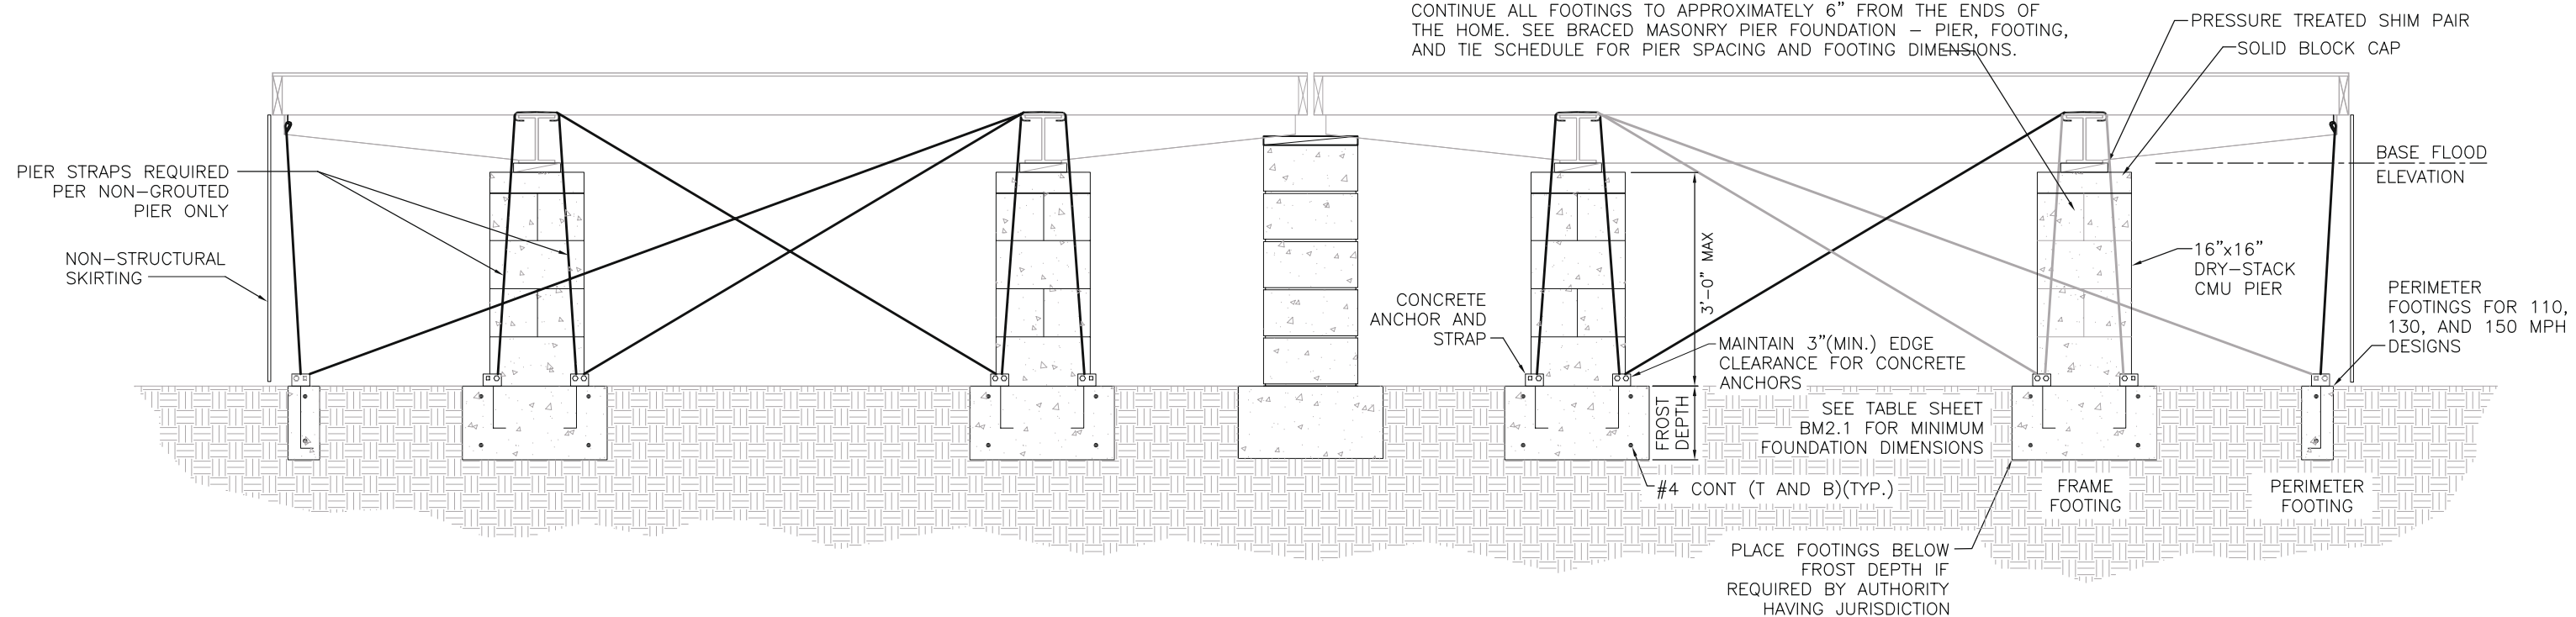 CONTINUE ALL FOOTINGS TO APPROXIMATELY 6" FROM THE ENDS OF
THE HOME. SEE BRACED MASONRY PIER FOUNDATION – PIER, FOOTING,
AND TIE SCHEDULE FOR PIER SPACING AND FOOTING DIMENSIONS.
PRESSURE TREATED SHIM PAIR
SOLID BLOCK CAP
BASE FLOOD
ELEVATION
PIER STRAPS REQUIRED
PER NON-GROUTED
PIER ONLY
NON-STRUCTURAL
SKIRTING
3'-0" MAX
16"x16"
DRY-STACK
CMU PIER
CONCRETE
ANCHOR AND
STRAP
PERIMETER
FOOTINGS FOR 110,
130, AND 150 MPH
DESIGNS
MAINTAIN 3"(MIN.) EDGE
CLEARANCE FOR CONCRETE
ANCHORS
FROST
DEPTH
SEE TABLE SHEET
BM2.1 FOR MINIMUM
FOUNDATION DIMENSIONS
#4 CONT (T AND B)(TYP.)
FRAME
FOOTING
PERIMETER
FOOTING
PLACE FOOTINGS BELOW
FROST DEPTH IF
REQUIRED BY AUTHORITY
HAVING JURISDICTION